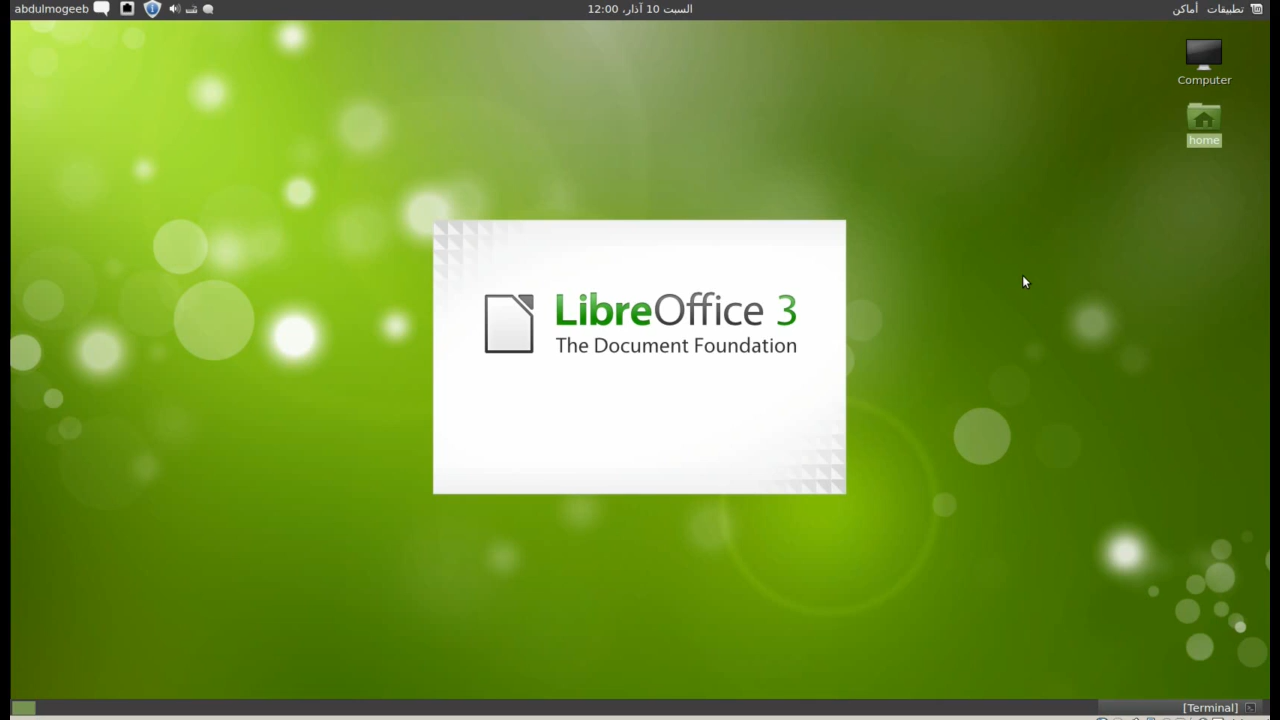 تطبيقات أماكن
السبت 10 آذار، 12:00
abdulmogeeb
Computer
home
LibreOffice 3
The Document Foundation
[Terminal]